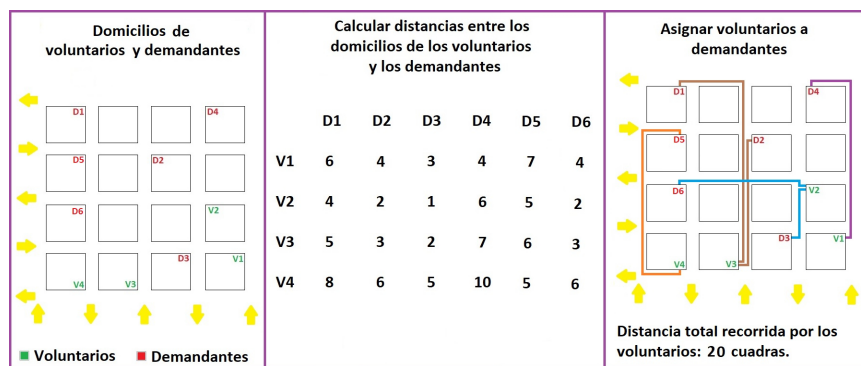 Domicilios de
voluntarios y demandantes
D1
D4
D5
D2
D6
V2
D3
V1
V4
V3
Voluntarios
Demandantes
Calcular distancias entre los
domicilios de los voluntarios
y los demandantes
D1 D2 D3 D4 D5 D6
V1 6 4 3 4 7 4
V2 4 2 1 6 5 2
V3 5 3 2 7 6 3
V4 8 6 5 10 5 6
Asignar voluntarios a
demandantes
D1
D4
D5
D2
D6
V2
D3
V1
V4
V3
Distancia total recorrida por los
voluntarios: 20 cuadras.